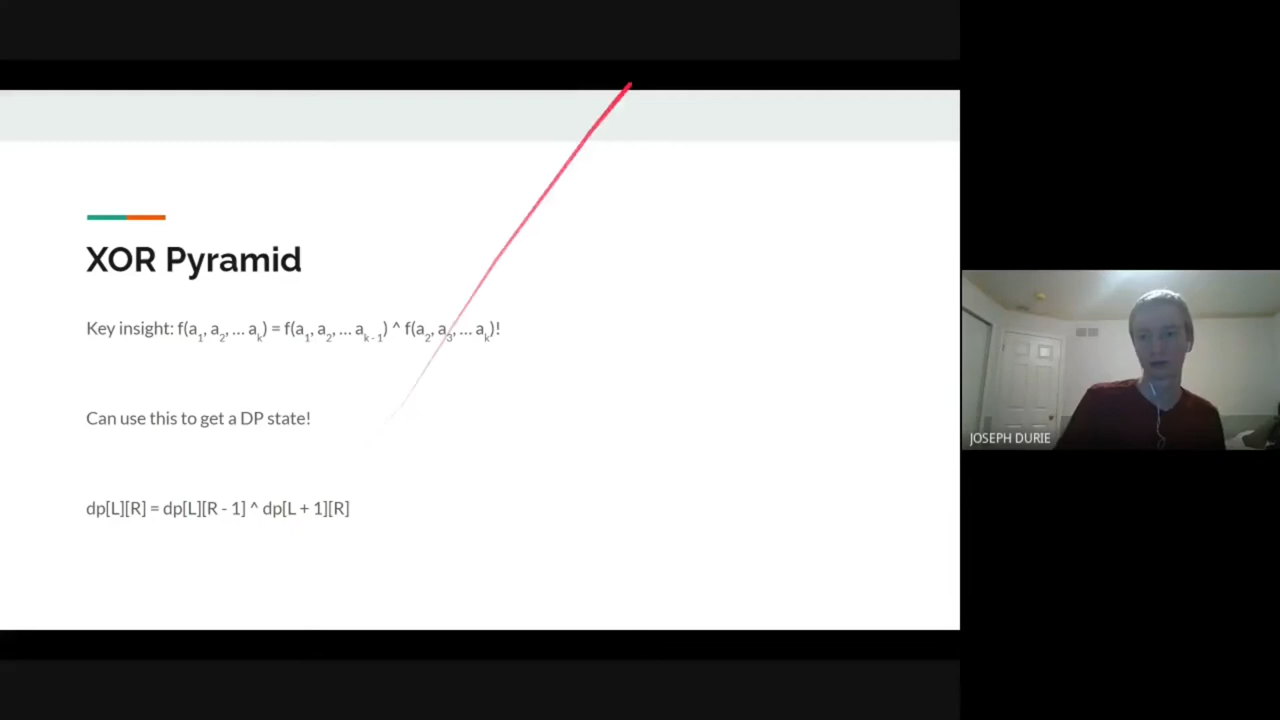 XOR Pyramid
Key insight: f(a1, a2, ... ak) = f(a1, a2, ... ak-1) ^ f(a2, a3, ... ak)!
Can use this to get a DP state!
dp[L][R] = dp[L][R - 1] ^ dp[L + 1][R]
JOSEPH DURIE